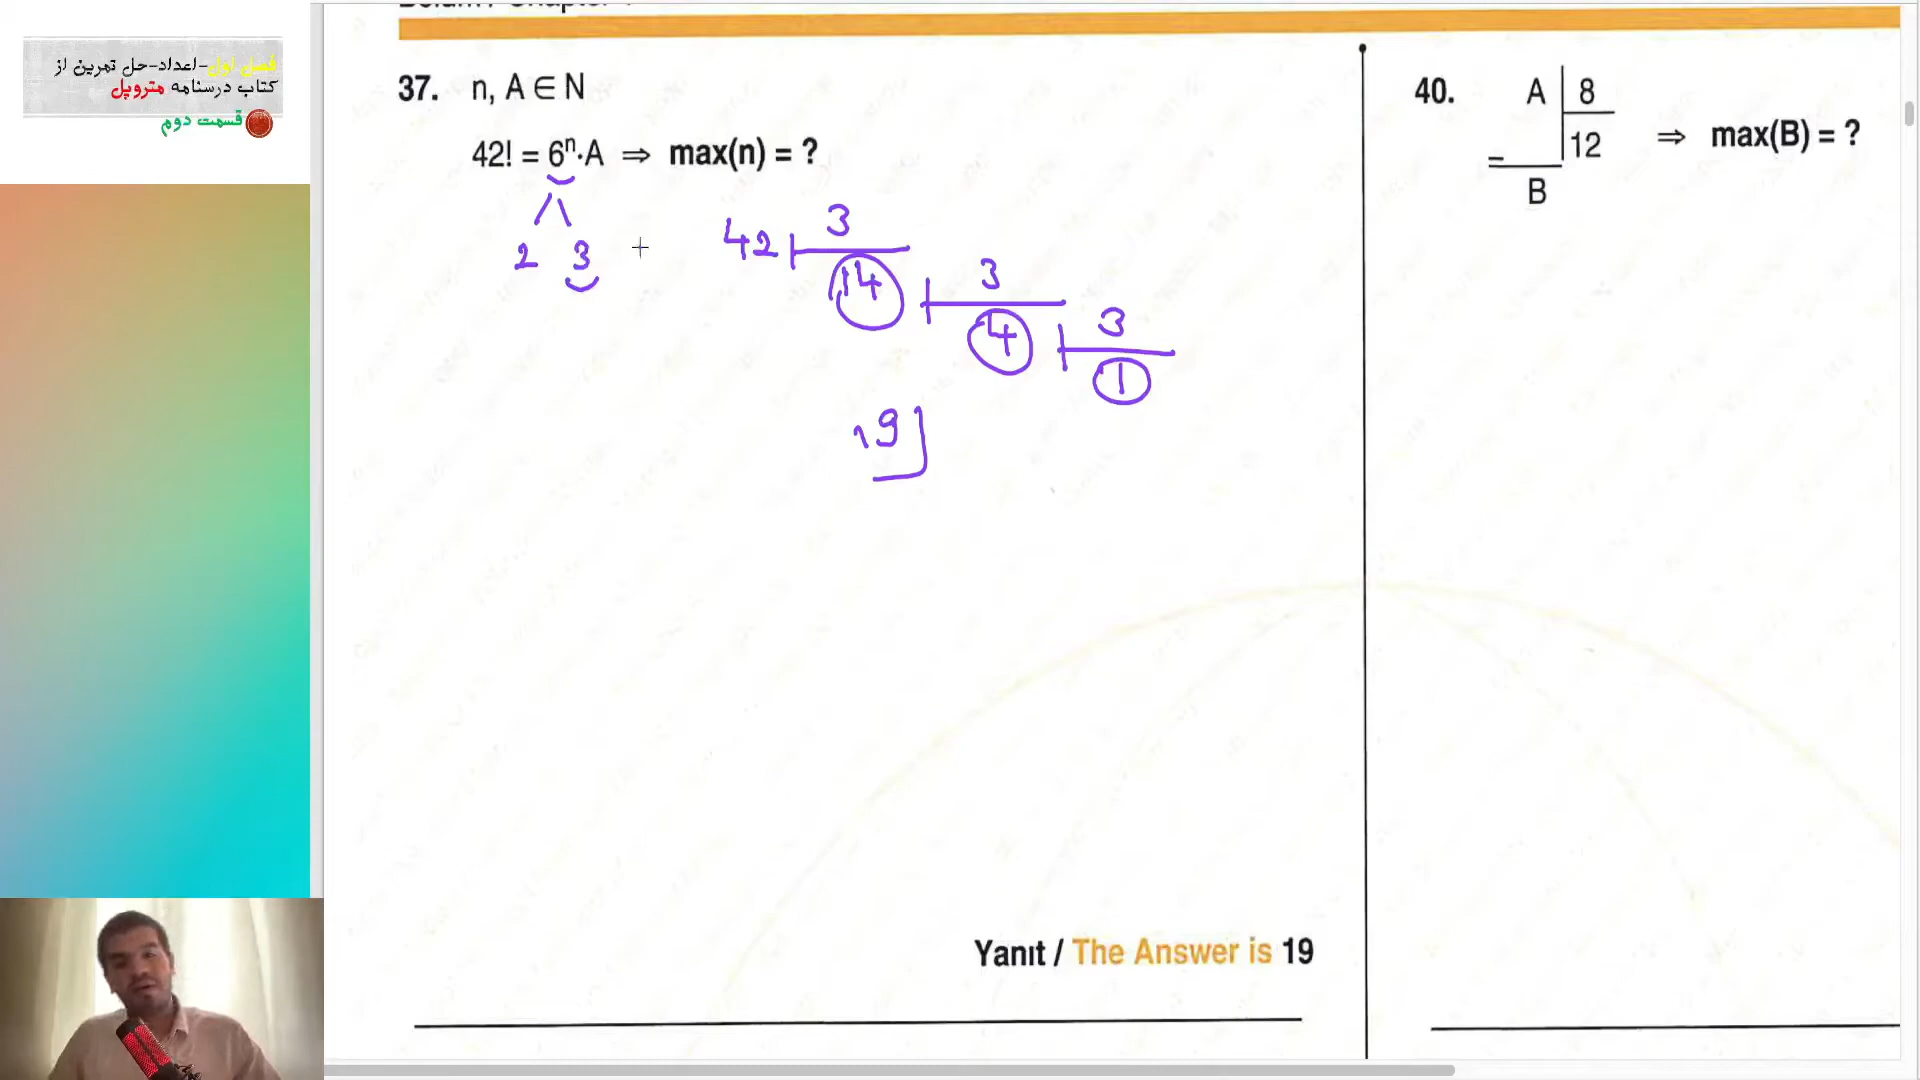 فصل اول-اعداد-حل تمرین از
کتاب درسنامه متروپل
قسمت دوم
37. n, A ∈ N
42! = 6ⁿ·A ⇒ max(n) = ?
2 3
42 3
14 3
4 3
1
19
Yanıt / The Answer is 19
40. A 8
12 ⇒ max(B) = ?
B